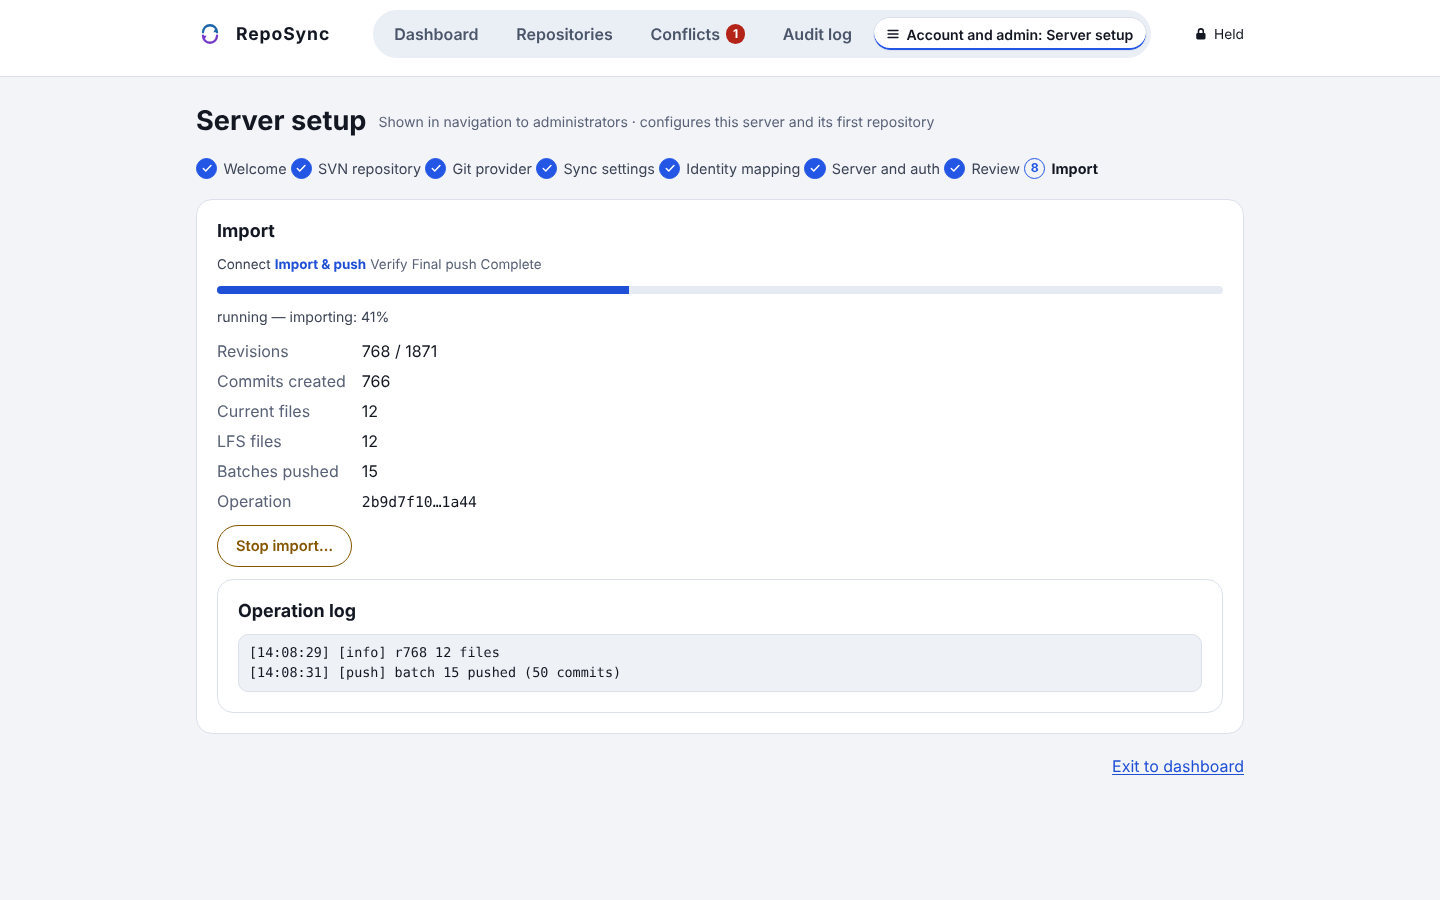 RepoSync
Dashboard
Repositories
Conflicts 1
Audit log
Account and admin: Server setup
Held
Server setup
Shown in navigation to administrators · configures this server and its first repository
Welcome
SVN repository
Git provider
Sync settings
Identity mapping
Server and auth
Review
8 Import
Import
Connect Import & push Verify Final push Complete
running — importing: 41%
Revisions 768 / 1871
Commits created 766
Current files 12
LFS files 12
Batches pushed 15
Operation 2b9d7f10…1a44
Stop import…
Operation log
[14:08:29] [info] r768 12 files
[14:08:31] [push] batch 15 pushed (50 commits)
Exit to dashboard